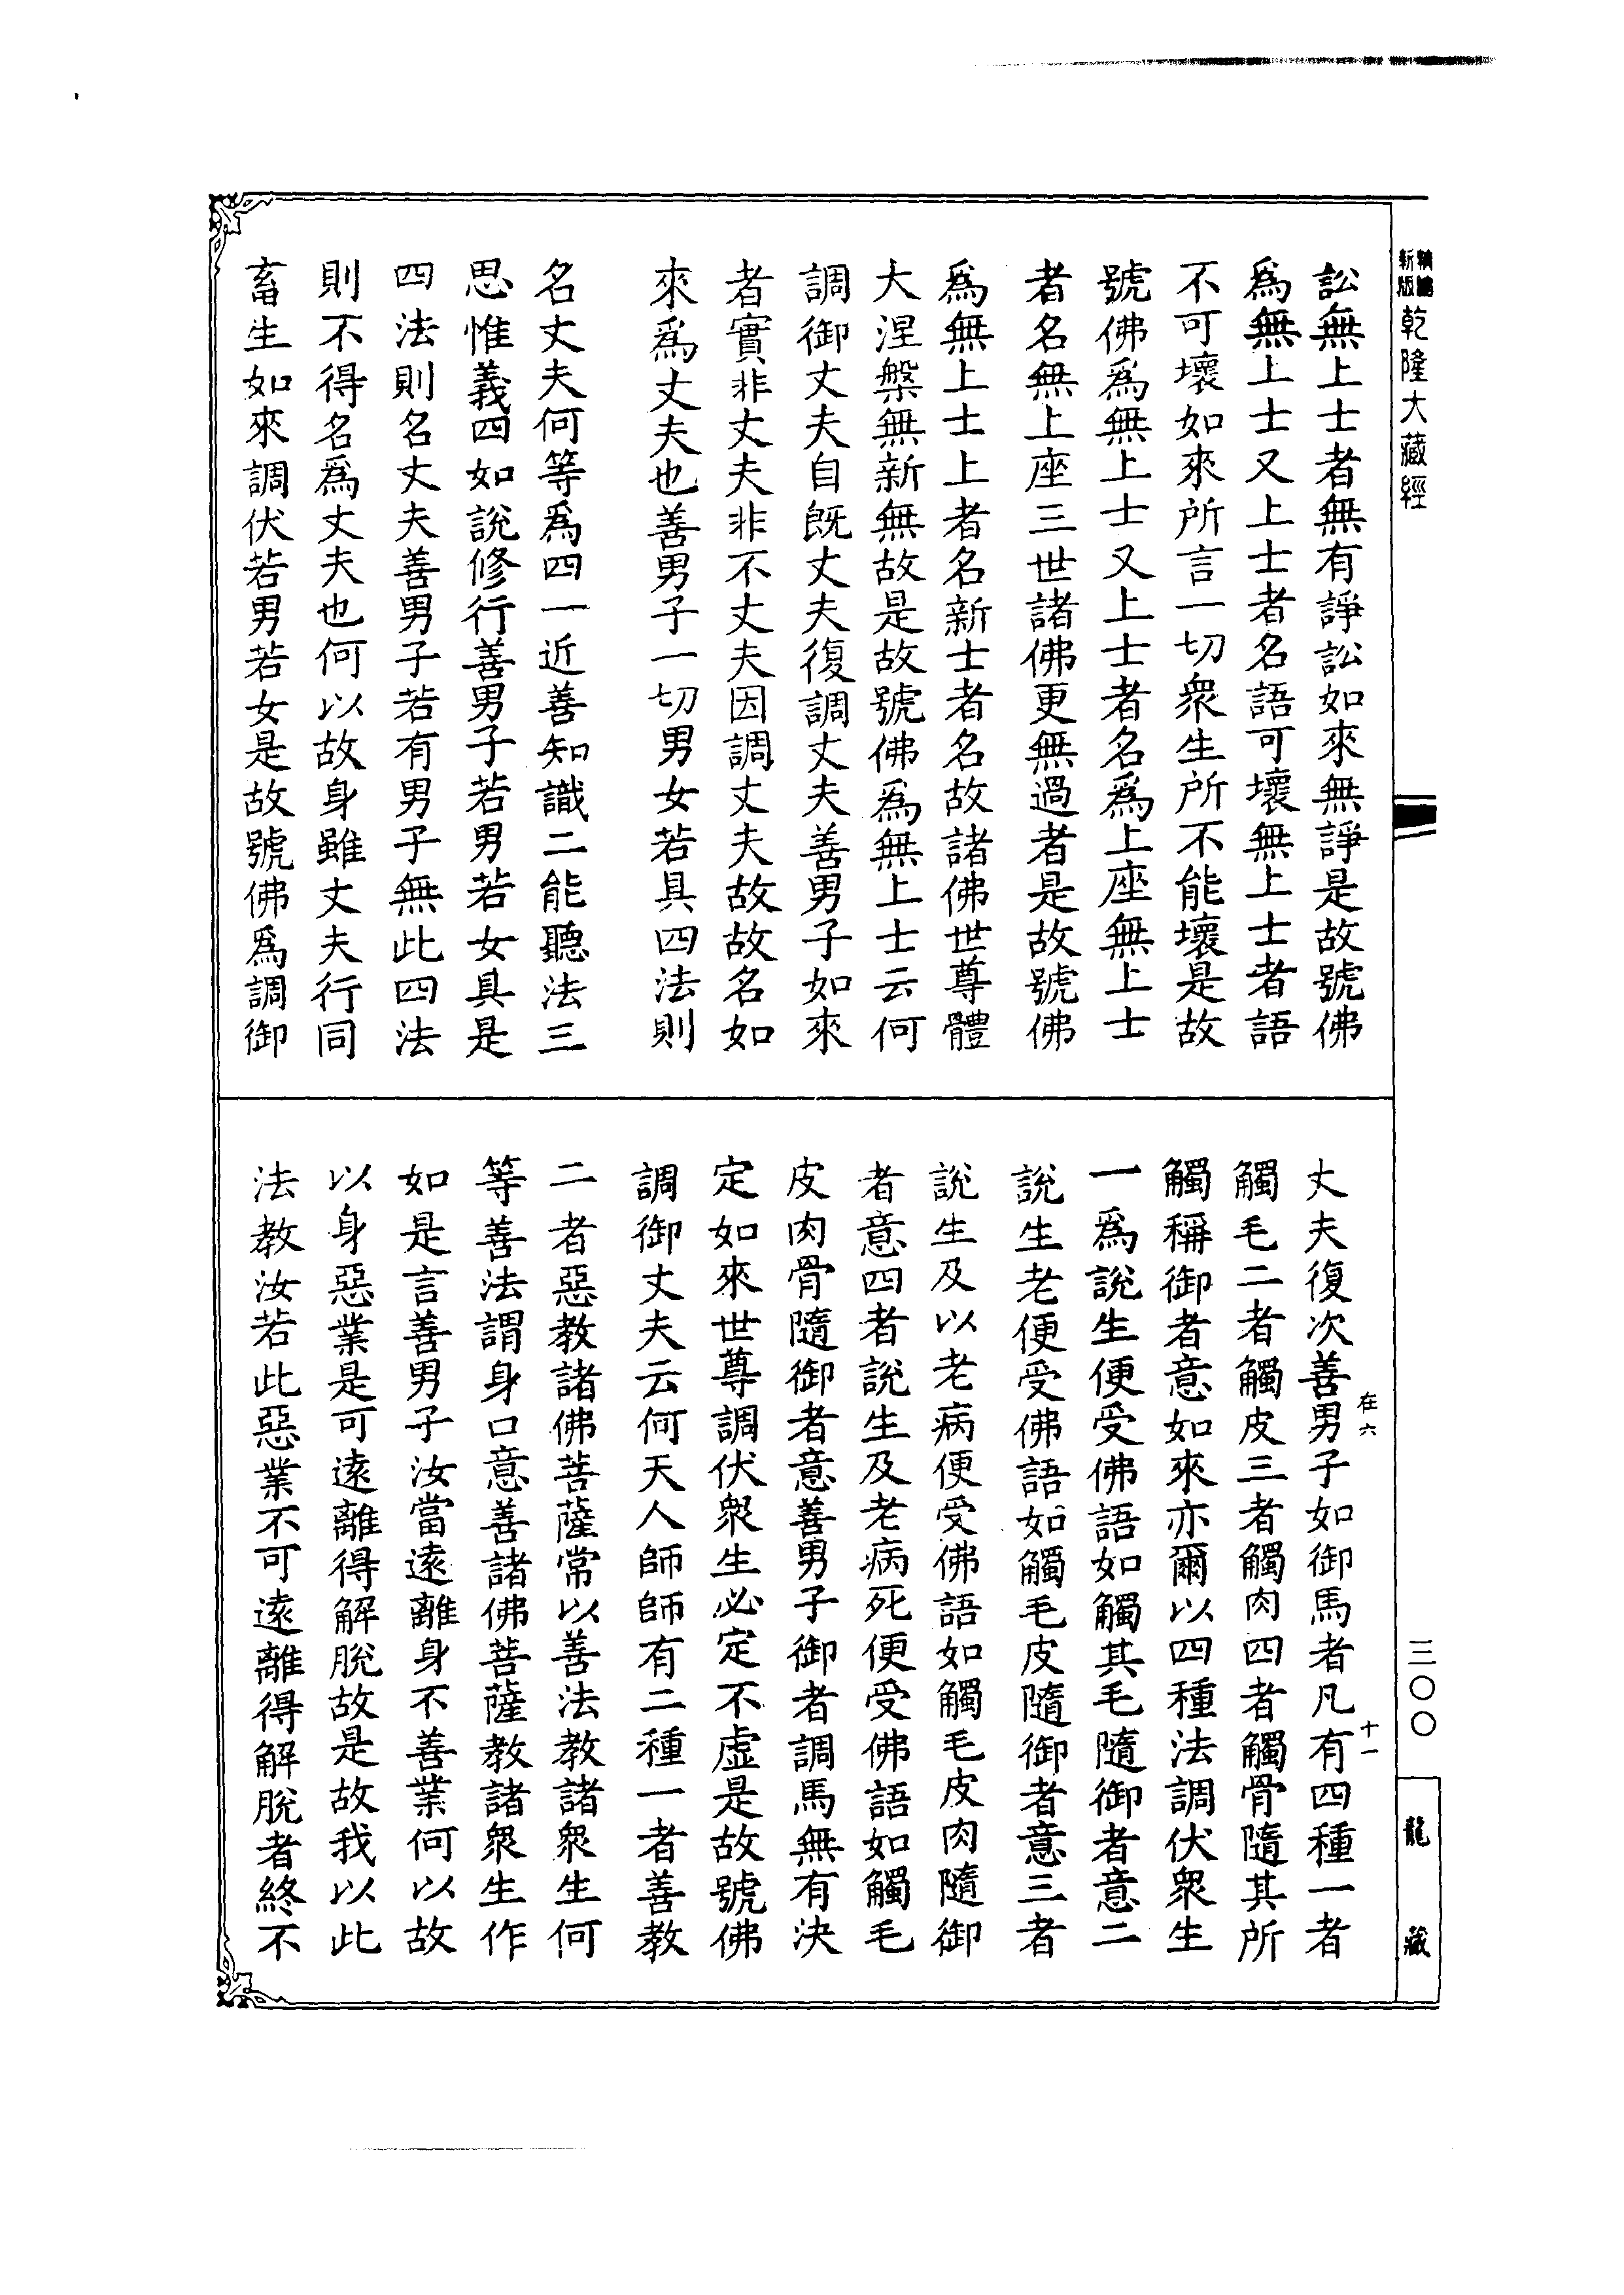 精編
新版
乾隆大藏經
三〇〇
龍藏
訟無上士者無有諍訟如來無諍是故號佛
爲無上士又上士者名語可壞無上士者語
不可壞如來所言一切衆生所不能壞是故
號佛爲無上士又上士者名爲上座無上士
者名無上座三世諸佛更無過者是故號佛
爲無上士上者名新士者名故諸佛世尊體
大涅槃無新無故是故號佛爲無上士云何
調御丈夫自既丈夫復調丈夫善男子如來
者實非丈夫非不丈夫因調丈夫故故名如
來爲丈夫也善男子一切男女若具四法則
名丈夫何等爲四一近善知識二能聽法三
思惟義四如說修行善男子若男若女具是
四法則名丈夫善男子若有男子無此四法
則不得名爲丈夫也何以故身雖丈夫行同
畜生如來調伏若男若女是故號佛爲調御
丈夫復次善男子如御馬者凡有四種一者
在六
十一
觸毛二者觸皮三者觸肉四者觸骨隨其所
觸稱御者意如來亦爾以四種法調伏衆生
一爲說生便受佛語如觸其毛隨御者意二
說生老便受佛語如觸毛皮隨御者意三者
說生及以老病便受佛語如觸毛皮肉隨御
者意四者說生及老病死便受佛語如觸毛
皮肉骨隨御者意善男子御者調馬無有決
定如來世尊調伏衆生必定不虛是故號佛
調御丈夫云何天人師師有二種一者善教
二者惡教諸佛菩薩常以善法教諸衆生何
等善法謂身口意善諸佛菩薩教諸衆生作
如是言善男子汝當遠離身不善業何以故
以身惡業是可遠離得解脫故是故我以此
法教汝若此惡業不可遠離得解脫者終不